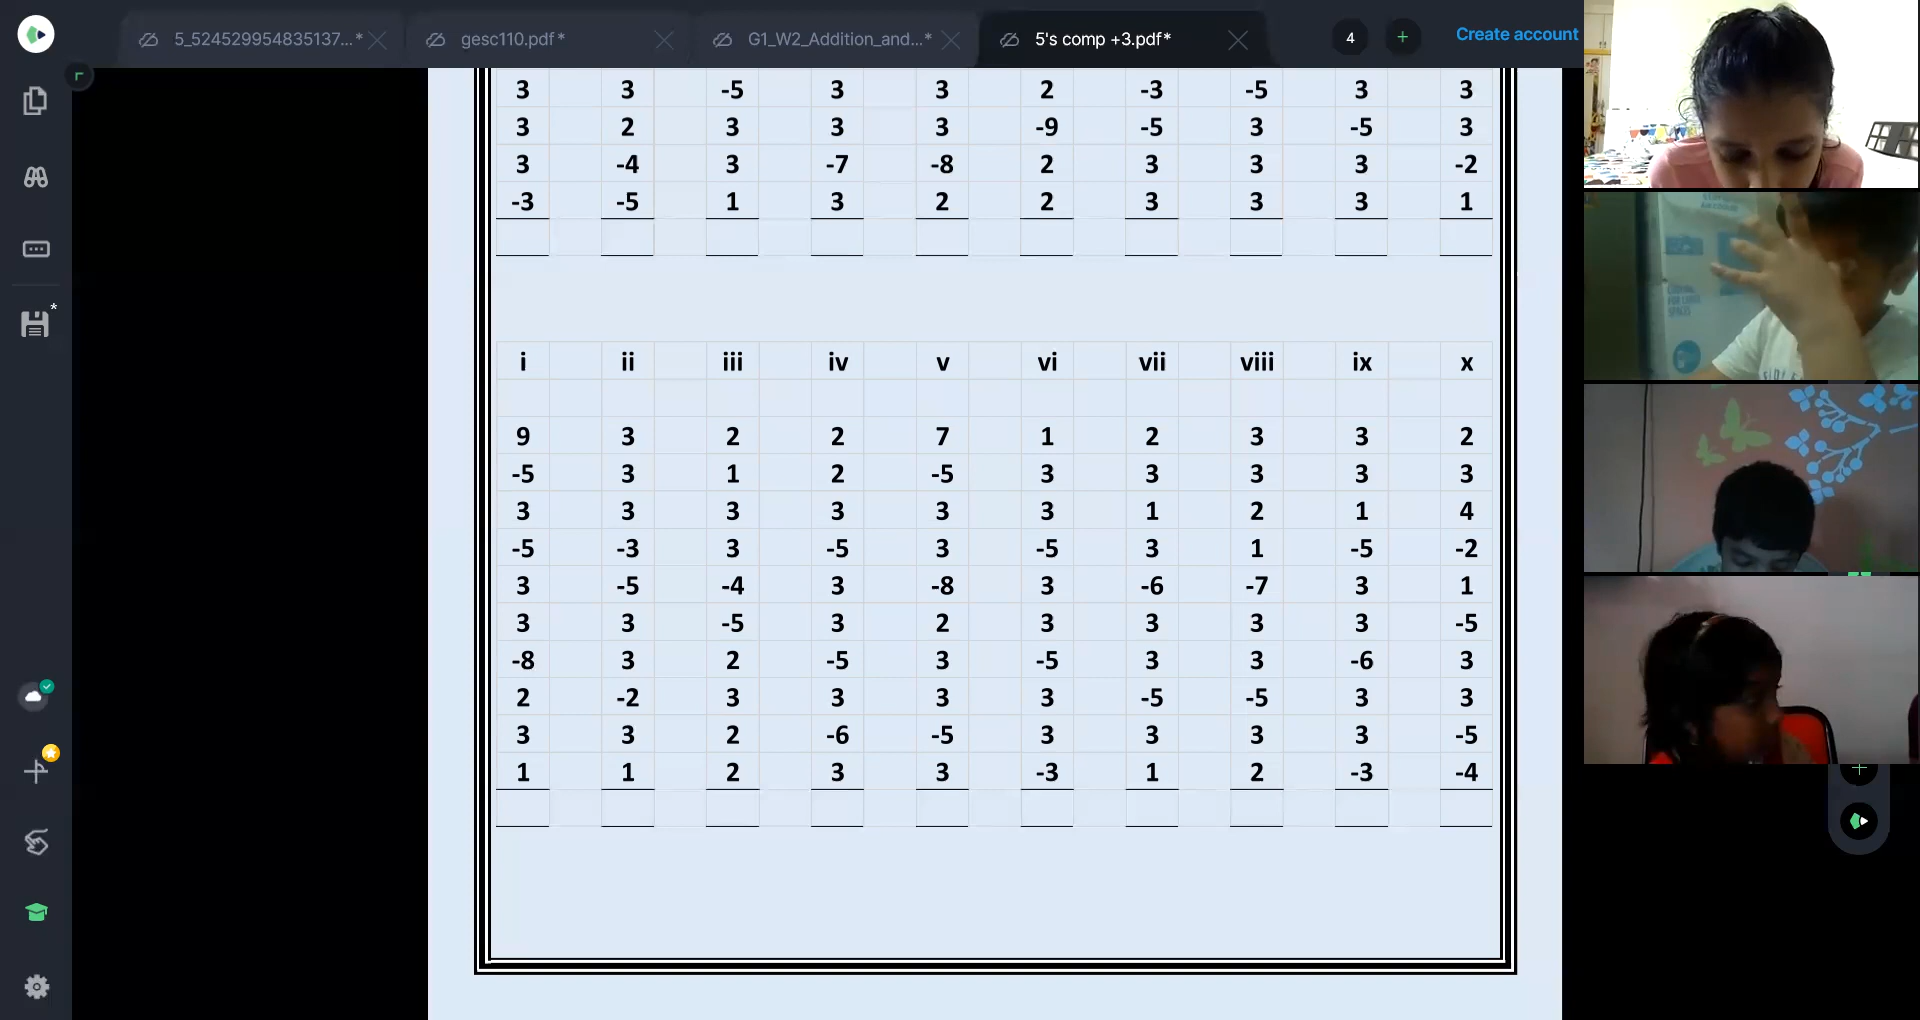 5_524529954835137...*
gesc110.pdf*
G1_W2_Addition_and...*
5's comp +3.pdf*
4
+
Create account
3 3 -5 3 3 2 -3 -5 3 3
3 2 3 3 3 -9 -5 3 -5 3
3 -4 3 -7 -8 2 3 3 3 -2
-3 -5 1 3 2 2 3 3 3 1
i ii iii iv v vi vii viii ix x
9 3 2 2 7 1 2 3 3 2
-5 3 1 2 -5 3 3 3 3 3
3 3 3 3 3 3 1 2 1 4
-5 -3 3 -5 3 -5 3 1 -5 -2
3 -5 -4 3 -8 3 -6 -7 3 1
3 3 -5 3 2 3 3 3 3 -5
-8 3 2 -5 3 -5 3 3 -6 3
2 -2 3 3 3 3 -5 -5 3 3
3 3 2 -6 -5 3 3 3 3 -5
1 1 2 3 3 -3 1 2 -3 -4